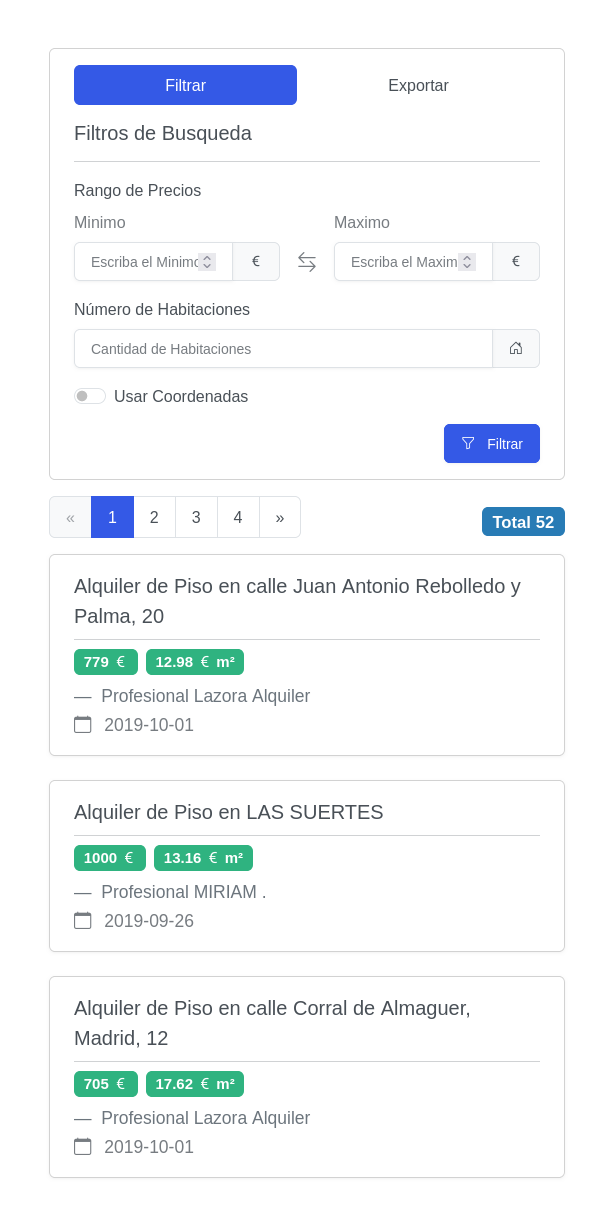 Filtrar Exportar
Filtros de Busqueda
Rango de Precios
Minimo Maximo
Escriba el Minimo € Escriba el Maxim €
Número de Habitaciones
Cantidad de Habitaciones
Usar Coordenadas
Filtrar
« 1 2 3 4 » Total 52
Alquiler de Piso en calle Juan Antonio Rebolledo y
Palma, 20
779 € 12.98 € m²
— Profesional Lazora Alquiler
2019-10-01
Alquiler de Piso en LAS SUERTES
1000 € 13.16 € m²
— Profesional MIRIAM .
2019-09-26
Alquiler de Piso en calle Corral de Almaguer,
Madrid, 12
705 € 17.62 € m²
— Profesional Lazora Alquiler
2019-10-01